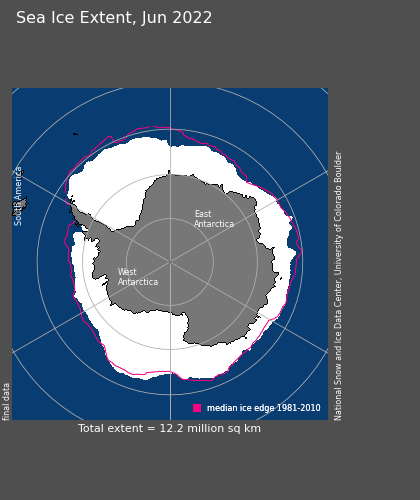 Sea Ice Extent, Jun 2022
South America
East
Antarctica
West
Antarctica
National Snow and Ice Data Center, University of Colorado Boulder
final data
median ice edge 1981-2010
Total extent = 12.2 million sq km